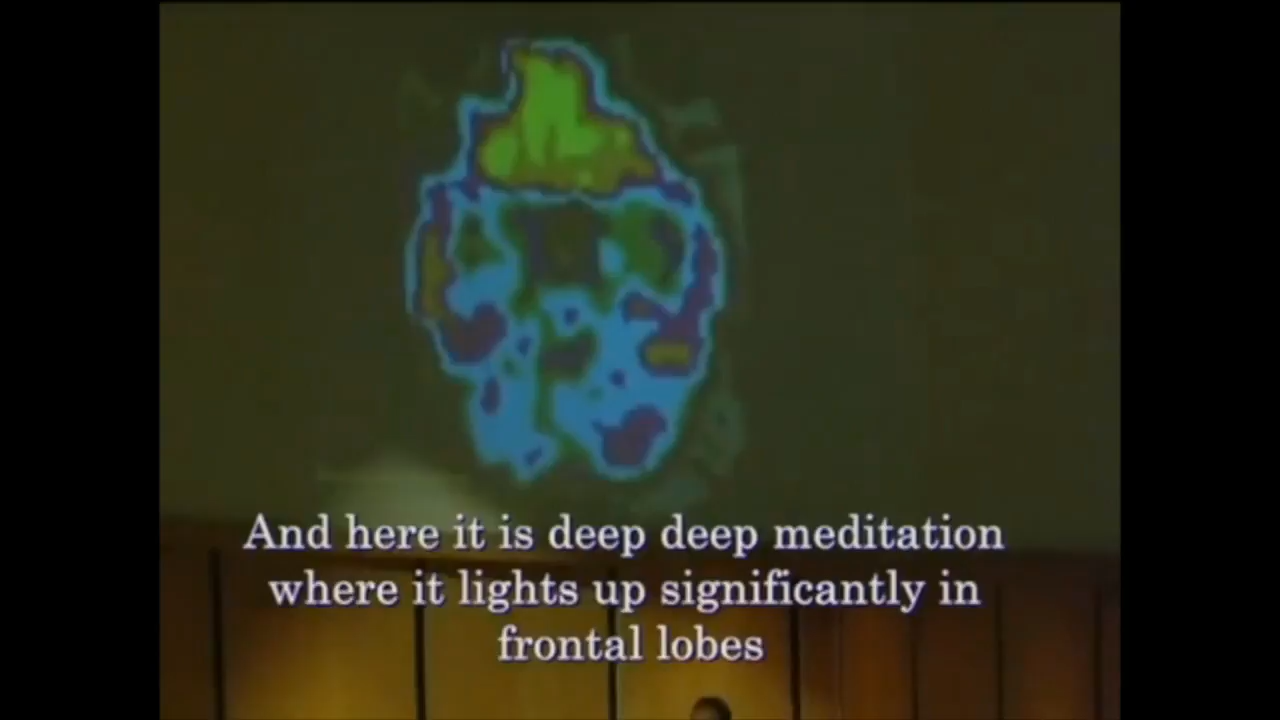 And here it is deep deep meditation
where it lights up significantly in
frontal lobes